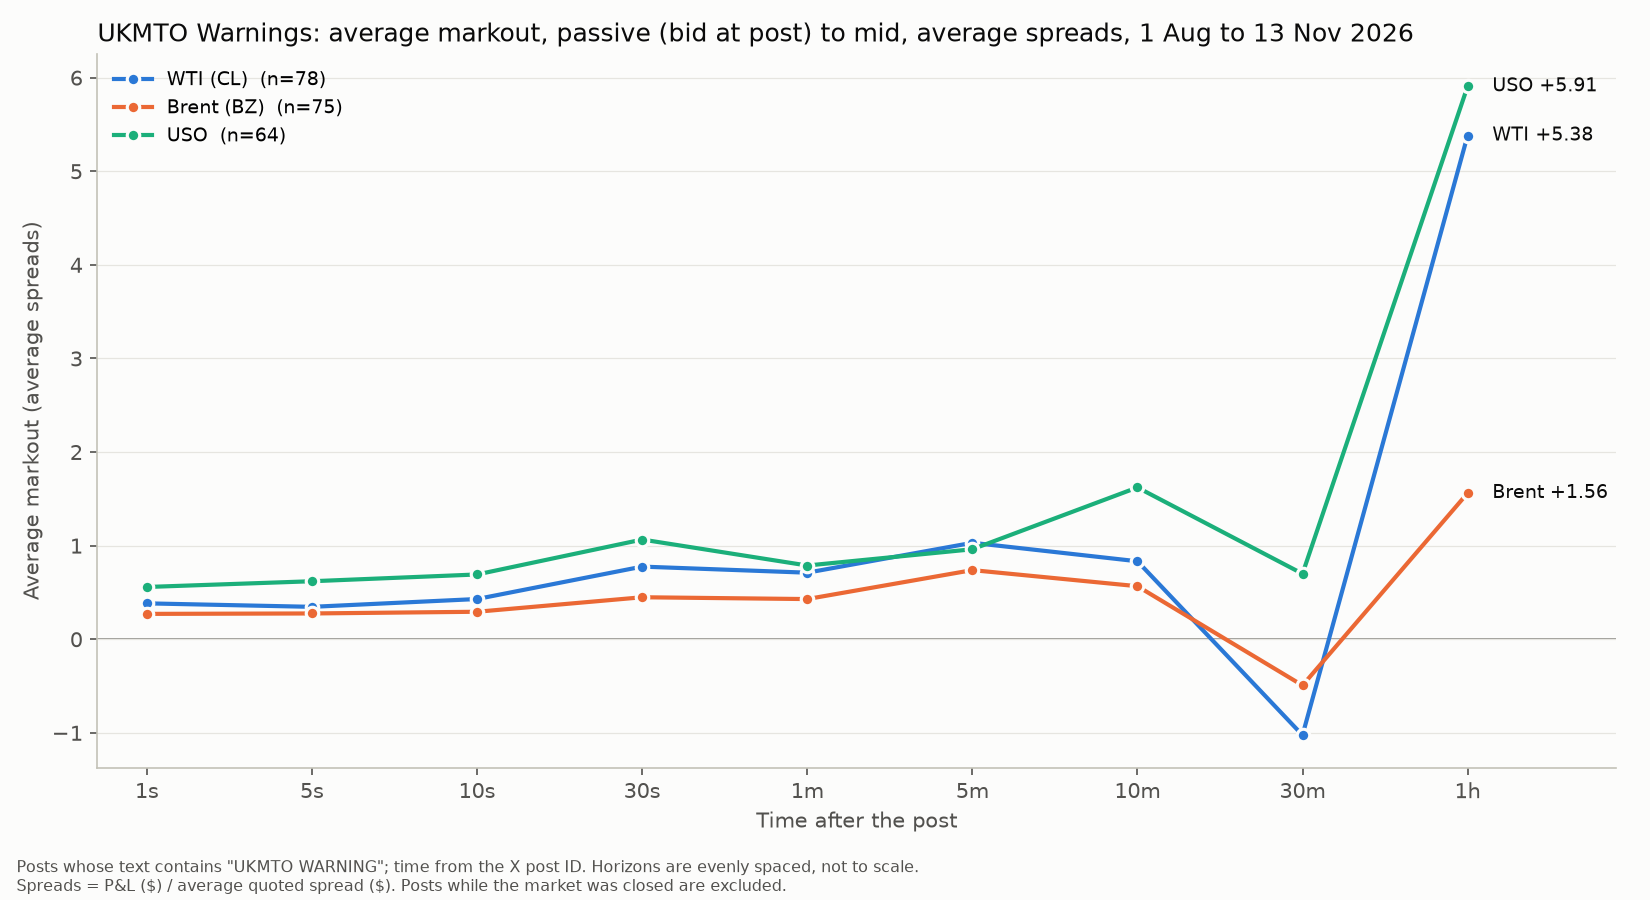 UKMTO Warnings: average markout, passive (bid at post) to mid, average spreads, 1 Aug to 13 Nov 2026
WTI (CL)  (n=78)
Brent (BZ)  (n=75)
USO  (n=64)
USO +5.91
WTI +5.38
Brent +1.56
Average markout (average spreads)
6
5
4
3
2
1
0
−1
1s
5s
10s
30s
1m
5m
10m
30m
1h
Time after the post
Posts whose text contains "UKMTO WARNING"; time from the X post ID. Horizons are evenly spaced, not to scale.
Spreads = P&L ($) / average quoted spread ($). Posts while the market was closed are excluded.